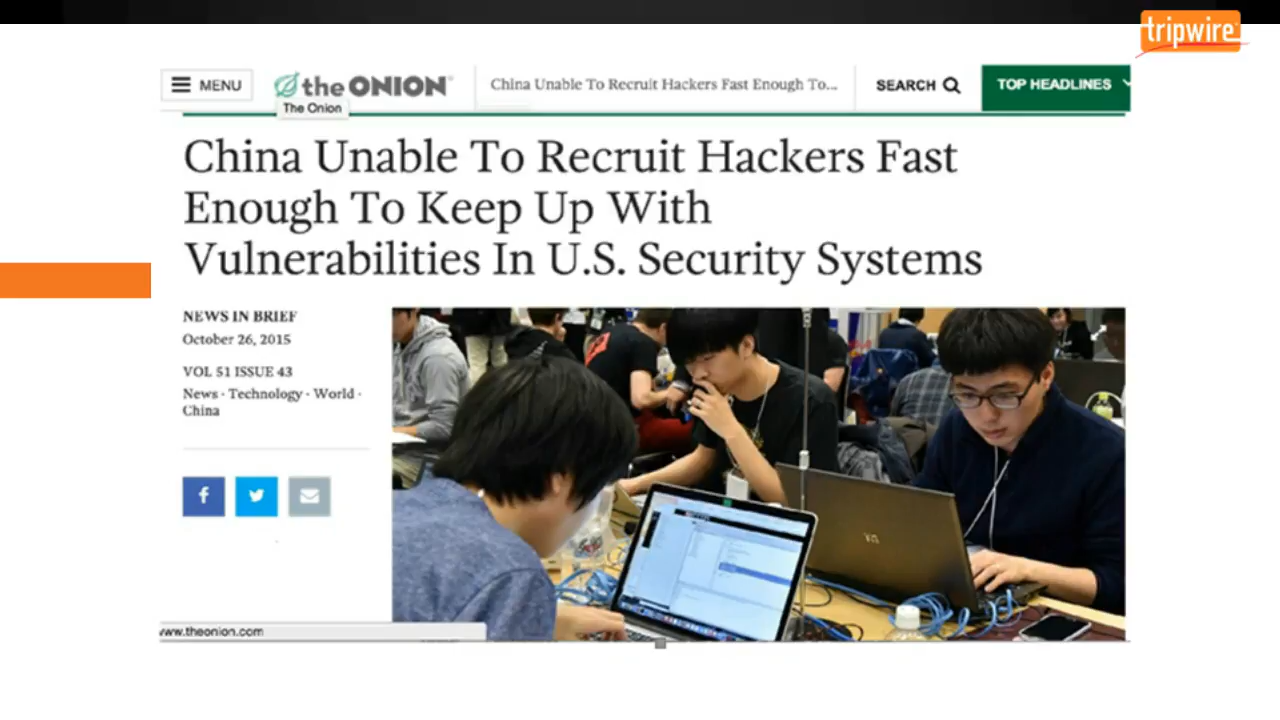 tripwire
MENU
the ONION
China Unable To Recruit Hackers Fast Enough To...
SEARCH
TOP HEADLINES
The Onion
China Unable To Recruit Hackers Fast
Enough To Keep Up With
Vulnerabilities In U.S. Security Systems
NEWS IN BRIEF
October 26, 2015
VOL 51 ISSUE 43
News · Technology · World ·
China
www.theonion.com